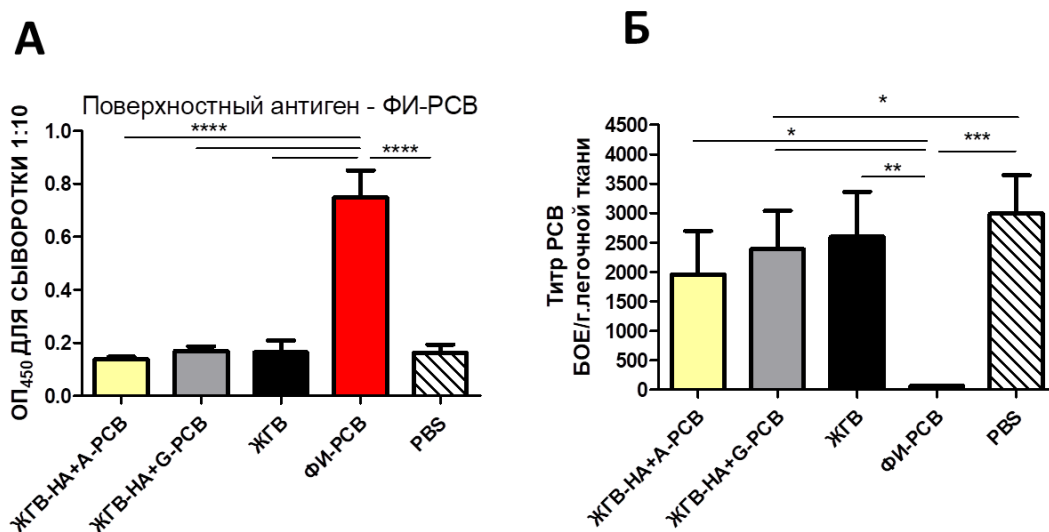 А
Поверхностный антиген - ФИ-РСВ
ОП450 ДЛЯ СЫВОРОТКИ 1:10
1.0
0.8
0.6
0.4
0.2
0.0
****
****
ЖГВ-НА+А-РСВ
ЖГВ-НА+G-РСВ
ЖГВ
ФИ-РСВ
PBS
Б
Титр РСВ
БОЕ/г.легочной ткани
4500
4000
3500
3000
2500
2000
1500
1000
500
0
*
*
***
**
ЖГВ-НА+А-РСВ
ЖГВ-НА+G-РСВ
ЖГВ
ФИ-РСВ
PBS